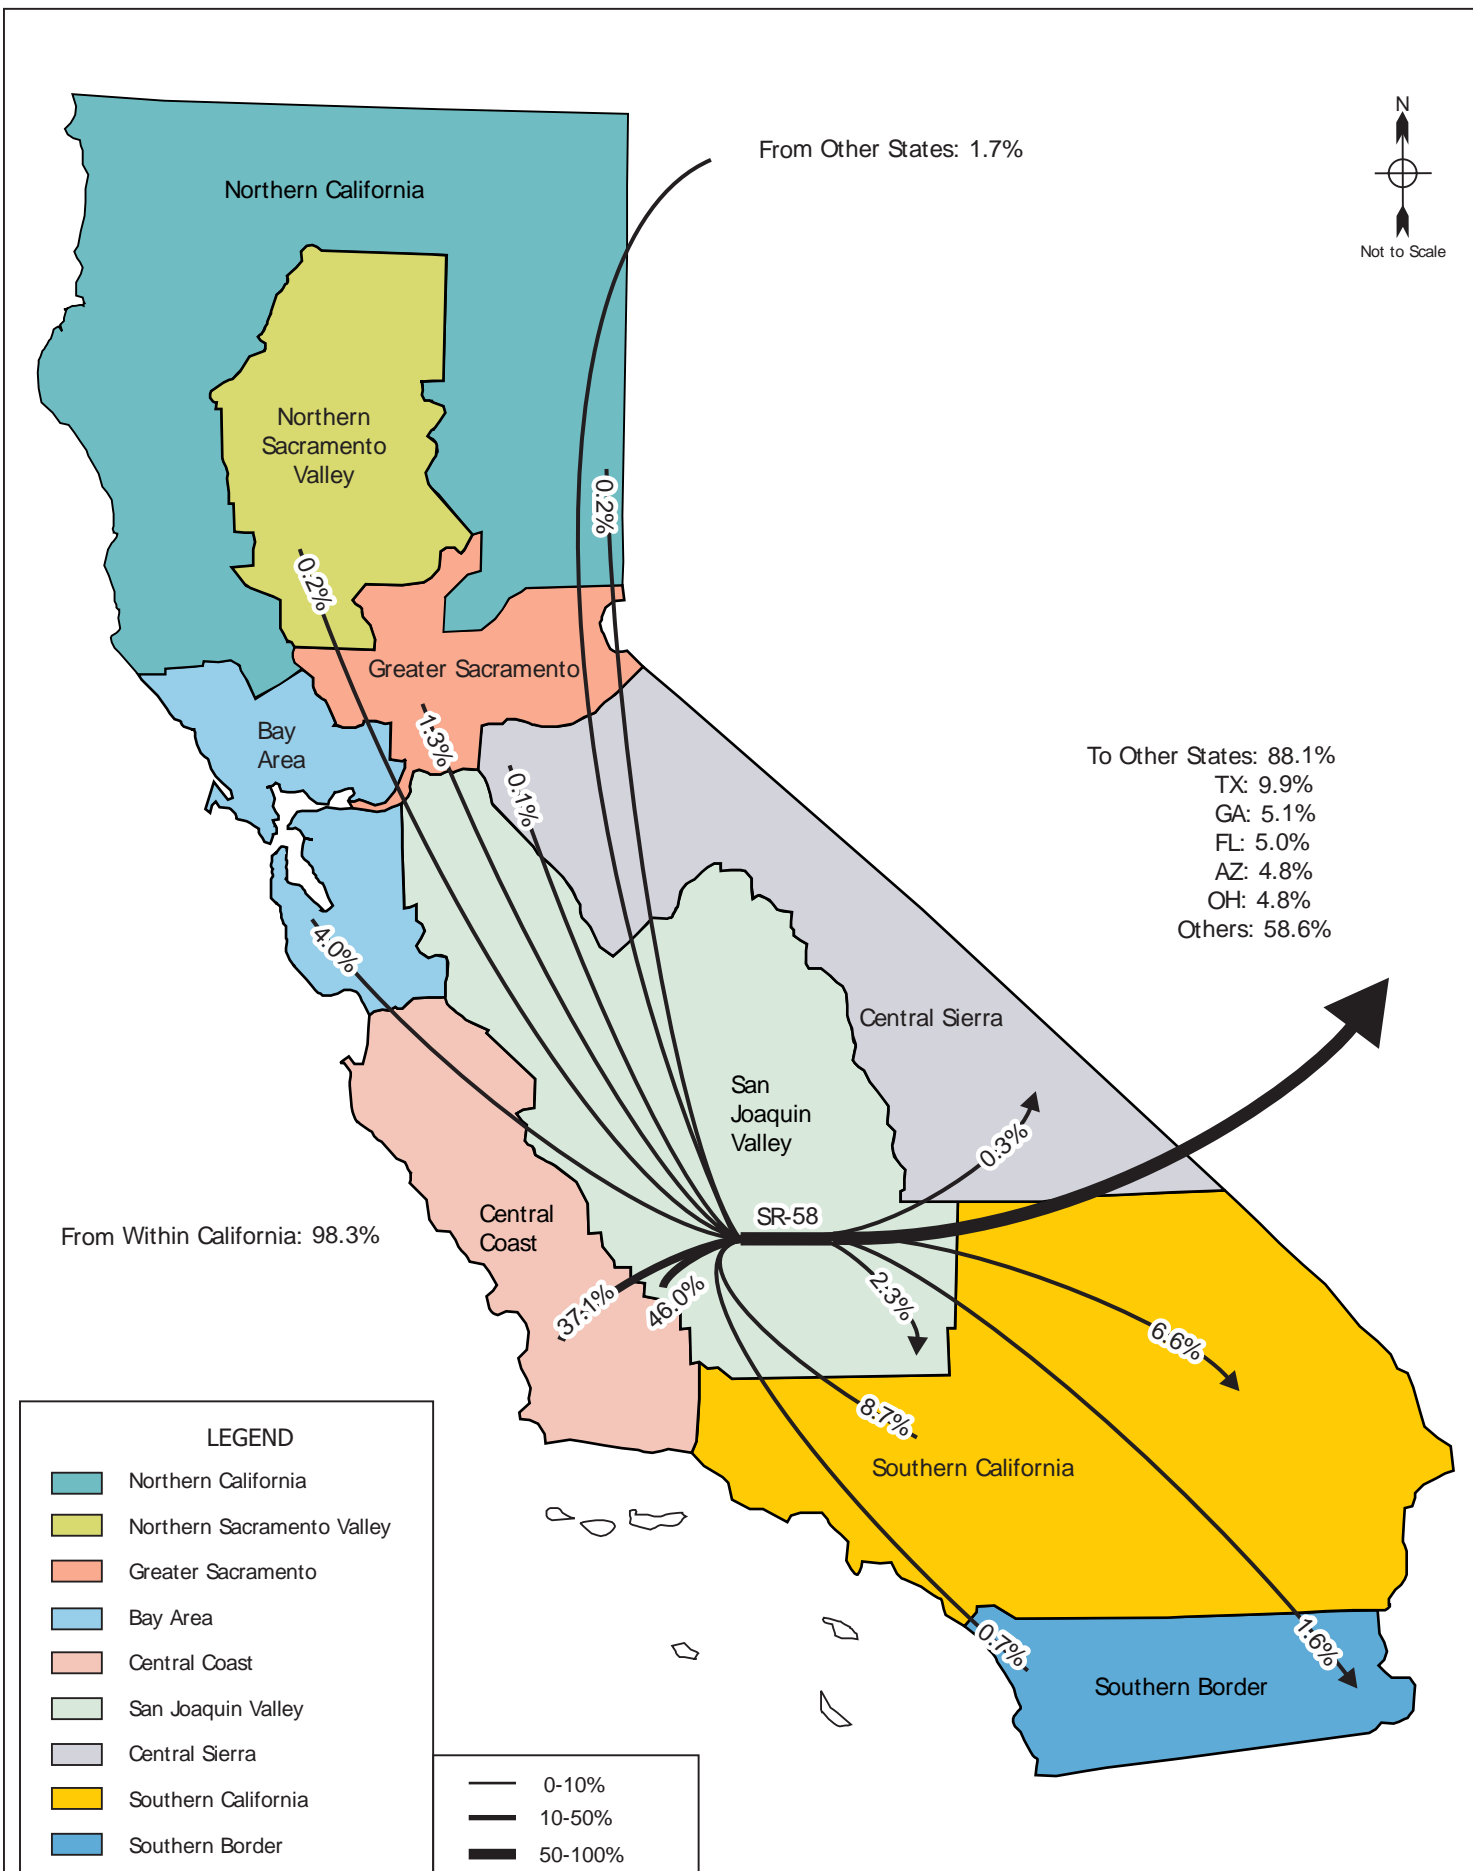 N
Not to Scale
From Other States: 1.7%
Northern California
Northern
Sacramento
Valley
0.2%
0.2%
Greater Sacramento
1.3%
Bay
Area
0.1%
To Other States: 88.1%
TX: 9.9%
GA: 5.1%
FL: 5.0%
AZ: 4.8%
OH: 4.8%
Others: 58.6%
4.0%
Central Sierra
San
Joaquin
Valley
0.3%
Central
Coast
SR-58
From Within California: 98.3%
37.1%
46.0%
2.3%
6.6%
8.7%
Southern California
0.7%
1.6%
Southern Border
LEGEND
Northern California
Northern Sacramento Valley
Greater Sacramento
Bay Area
Central Coast
San Joaquin Valley
Central Sierra
Southern California
Southern Border
0-10%
10-50%
50-100%